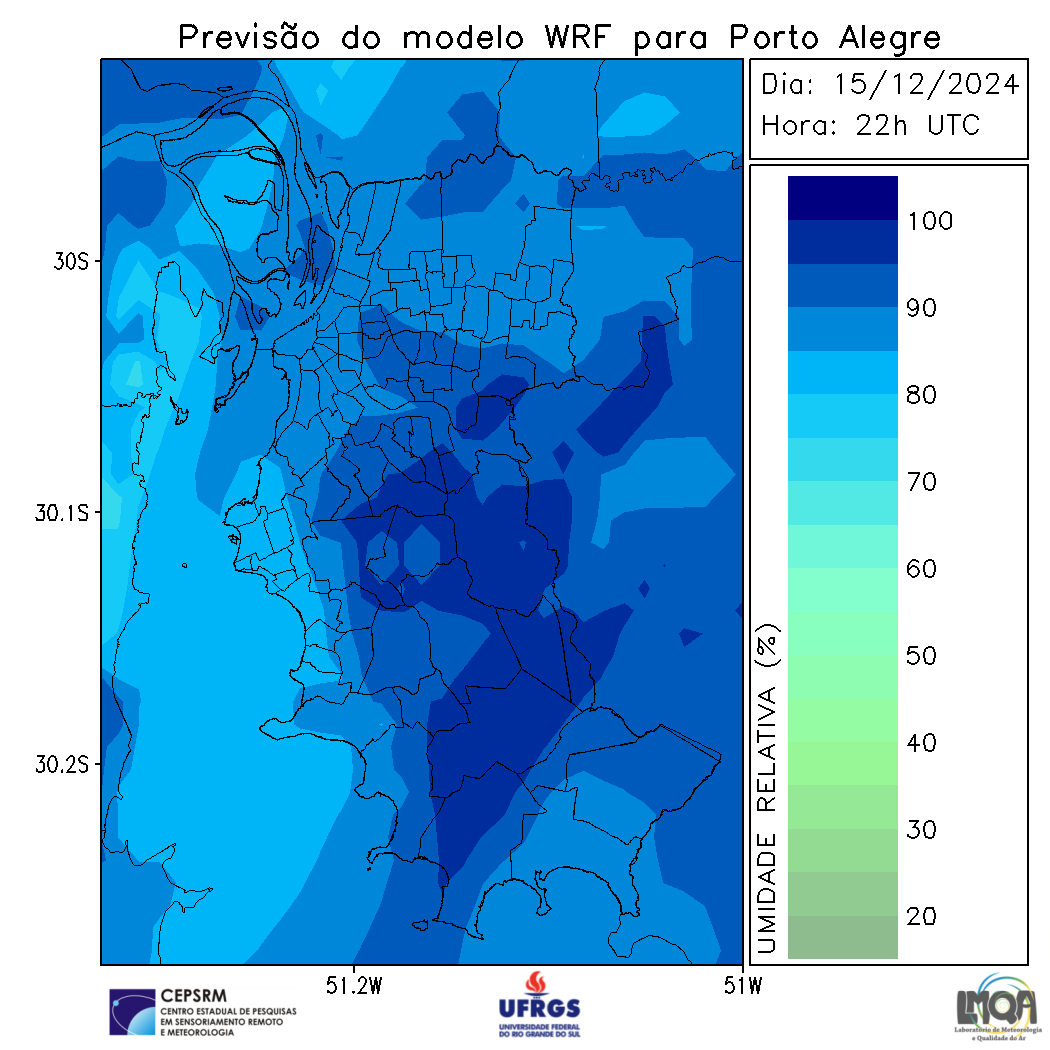 Previsão do modelo WRF para Porto Alegre
Dia: 15/12/2024
Hora: 22h UTC
100
90
80
70
60
50
40
30
20
UMIDADE RELATIVA (%)
30S
30.1S
30.2S
51.2W
51W
CEPSRM
CENTRO ESTADUAL DE PESQUISAS
EM SENSORIAMENTO REMOTO
E METEOROLOGIA
UFRGS
UNIVERSIDADE FEDERAL
DO RIO GRANDE DO SUL
LMQA
Laboratório de Meteorologia
e Qualidade do Ar